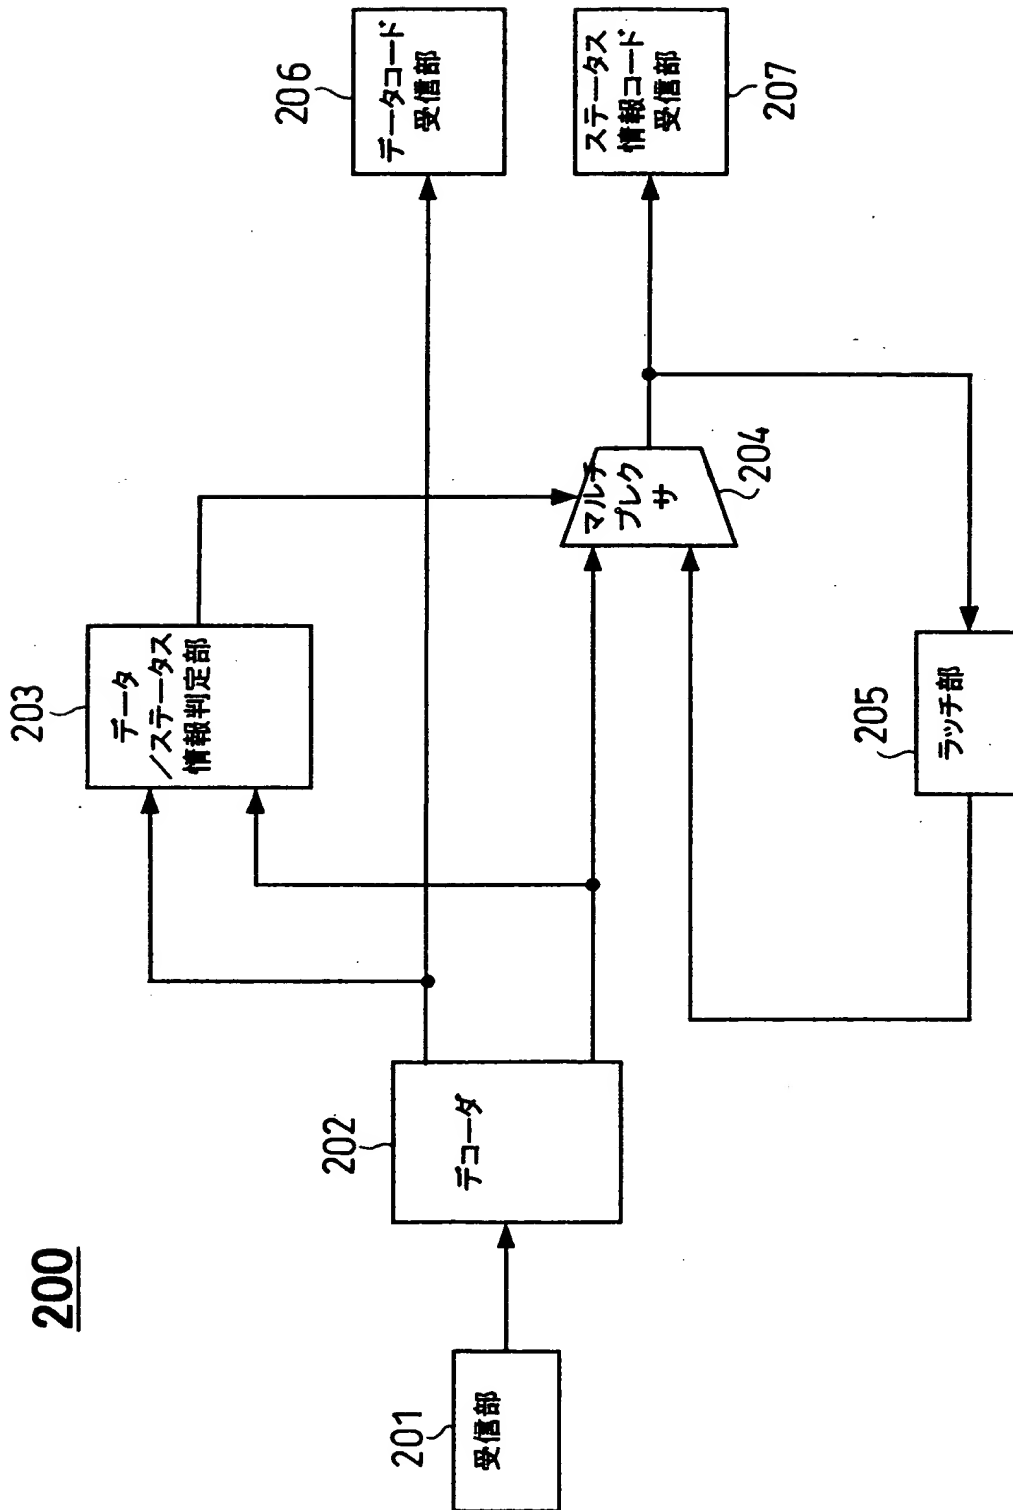 200
201
受信部
202
デコーダ
203
データ
/ステータス
情報判定部
マルチ
プレク
サ
204
205
ラッチ部
206
データコード
受信部
ステータス
情報コード
受信部
207